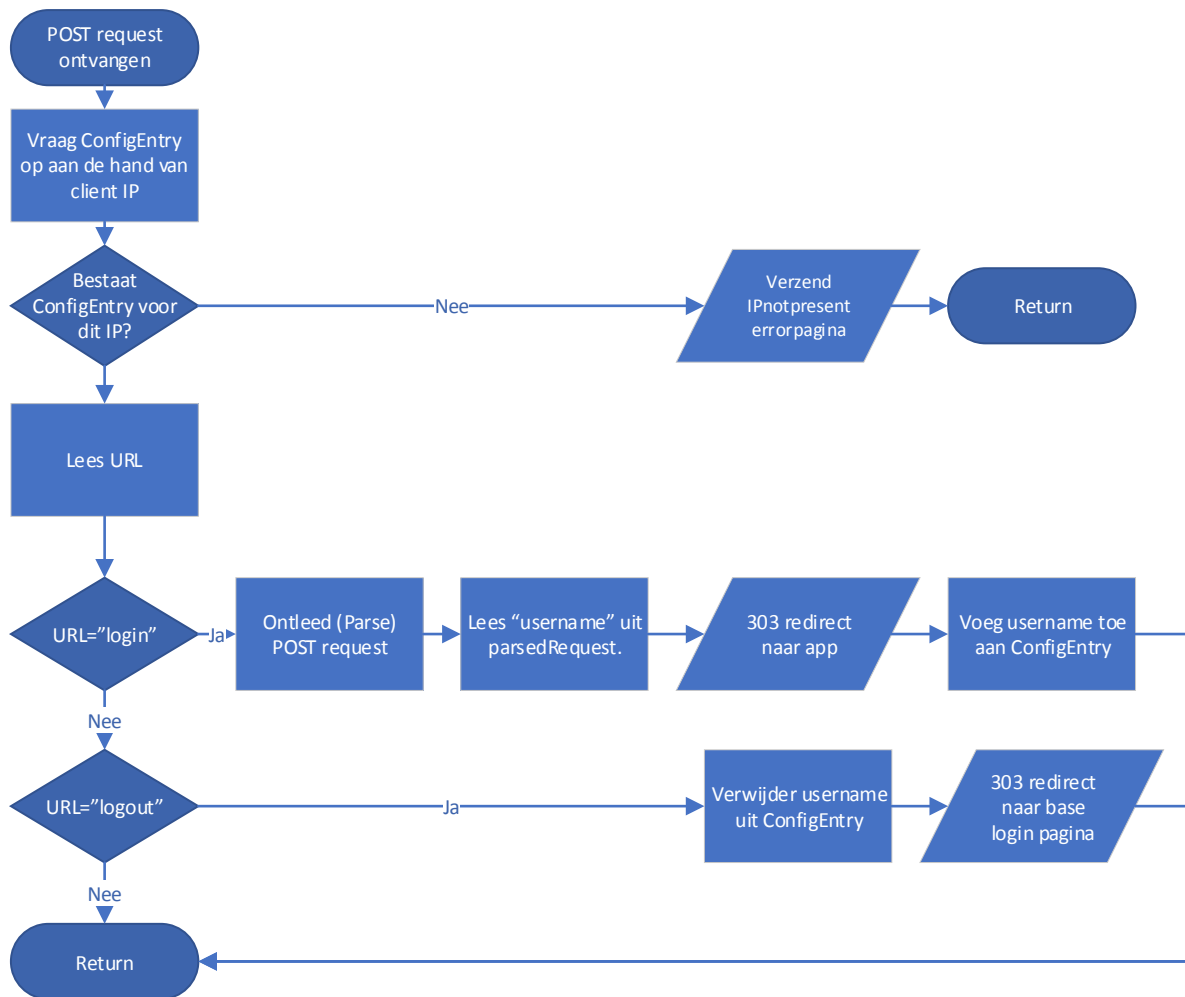 POST request
ontvangen
Vraag ConfigEntry
op aan de hand van
client IP
Bestaat
ConfigEntry voor
dit IP?
Nee
Verzend
IPnotpresent
errorpagina
Return
Lees URL
URL=”login”
Ja
Ontleed (Parse)
POST request
Lees “username” uit
parsedRequest.
303 redirect
naar app
Voeg username toe
aan ConfigEntry
Nee
URL=”logout”
Ja
Verwijder username
uit ConfigEntry
303 redirect
naar base
login pagina
Nee
Return